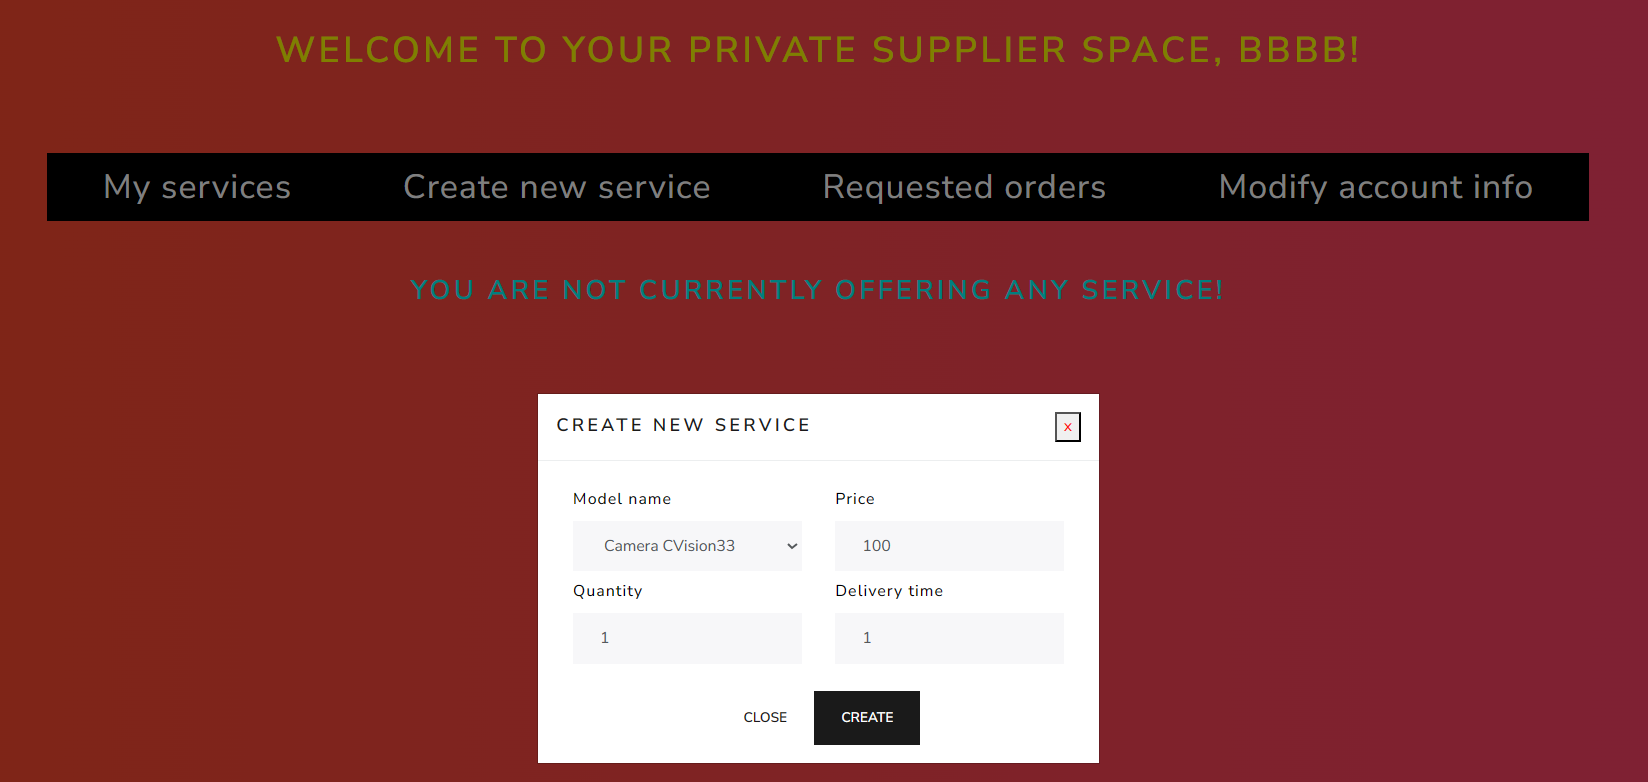 WELCOME TO YOUR PRIVATE SUPPLIER SPACE, BBBB!
My services Create new service Requested orders Modify account info
YOU ARE NOT CURRENTLY OFFERING ANY SERVICE!
CREATE NEW SERVICE x
Model name Price
Camera CVision33 100
Quantity Delivery time
1 1
CLOSE CREATE